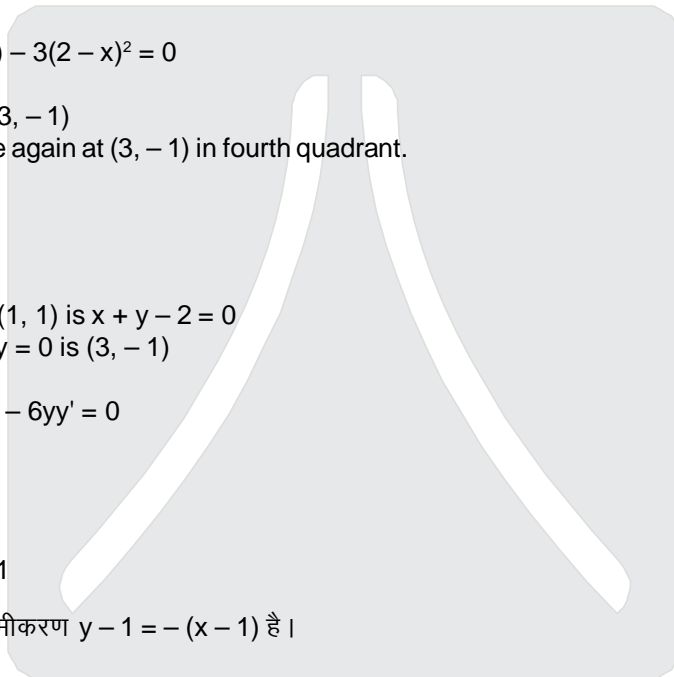 ) – 3(2 – x)² = 0
3, – 1)
e again at (3, – 1) in fourth quadrant.
(1, 1) is x + y – 2 = 0
y = 0 is (3, – 1)
– 6yy' = 0
1
मीकरण y – 1 = – (x – 1) है।